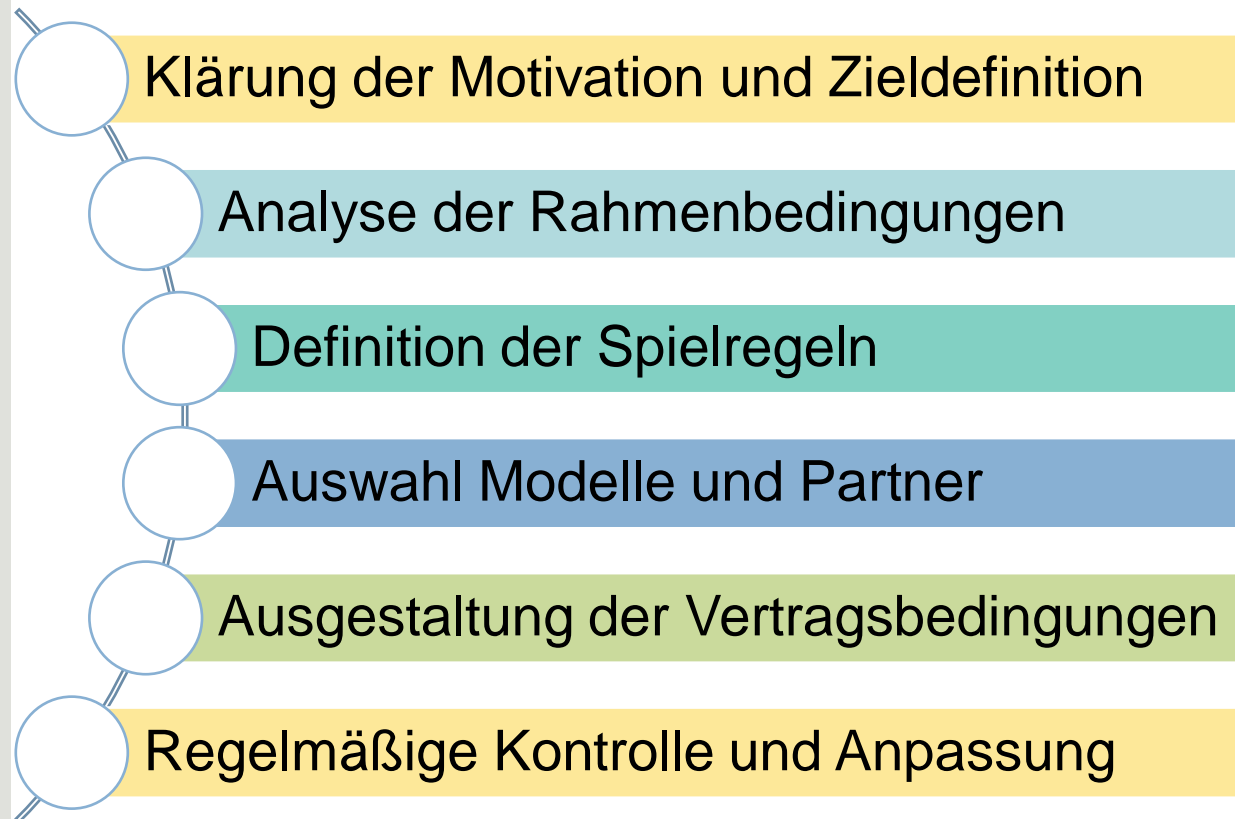 Klärung der Motivation und Zieldefinition
Analyse der Rahmenbedingungen
Definition der Spielregeln
Auswahl Modelle und Partner
Ausgestaltung der Vertragsbedingungen
Regelmäßige Kontrolle und Anpassung